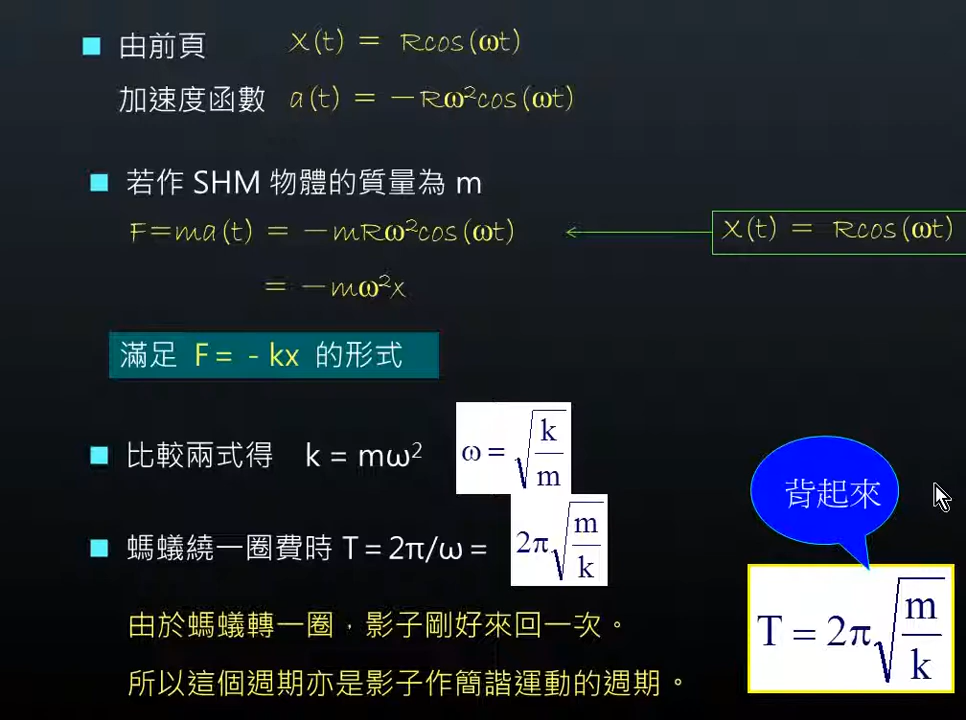 由前頁 X(t) = Rcos(ωt)
加速度函數 a(t) = -Rω²cos(ωt)
若作 SHM 物體的質量為 m
F=ma(t) = -mRω²cos(ωt)
X(t) = Rcos(ωt)
= -mω²x
滿足 F = - kx 的形式
比較兩式得 k = mω² ω = √(k/m)
螞蟻繞一圈費時 T = 2π/ω = 2π√(m/k)
背起來
T = 2π√(m/k)
由於螞蟻轉一圈，影子剛好來回一次。
所以這個週期亦是影子作簡諧運動的週期。